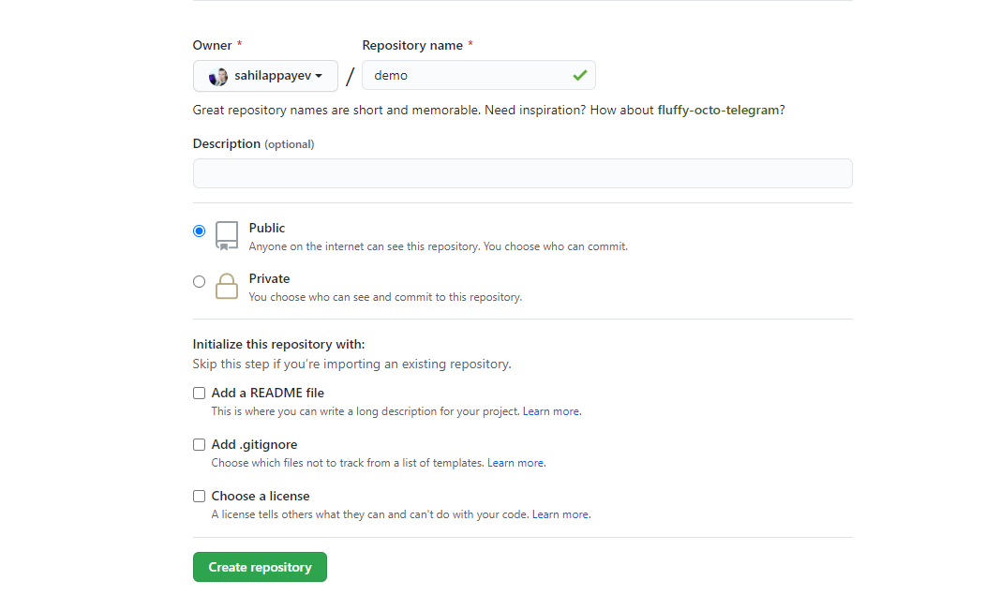 Owner *
Repository name *
sahilappayev
/
demo
Great repository names are short and memorable. Need inspiration? How about fluffy-octo-telegram?
Description (optional)
Public
Anyone on the internet can see this repository. You choose who can commit.
Private
You choose who can see and commit to this repository.
Initialize this repository with:
Skip this step if you're importing an existing repository.
Add a README file
This is where you can write a long description for your project. Learn more.
Add .gitignore
Choose which files not to track from a list of templates. Learn more.
Choose a license
A license tells others what they can and can't do with your code. Learn more.
Create repository